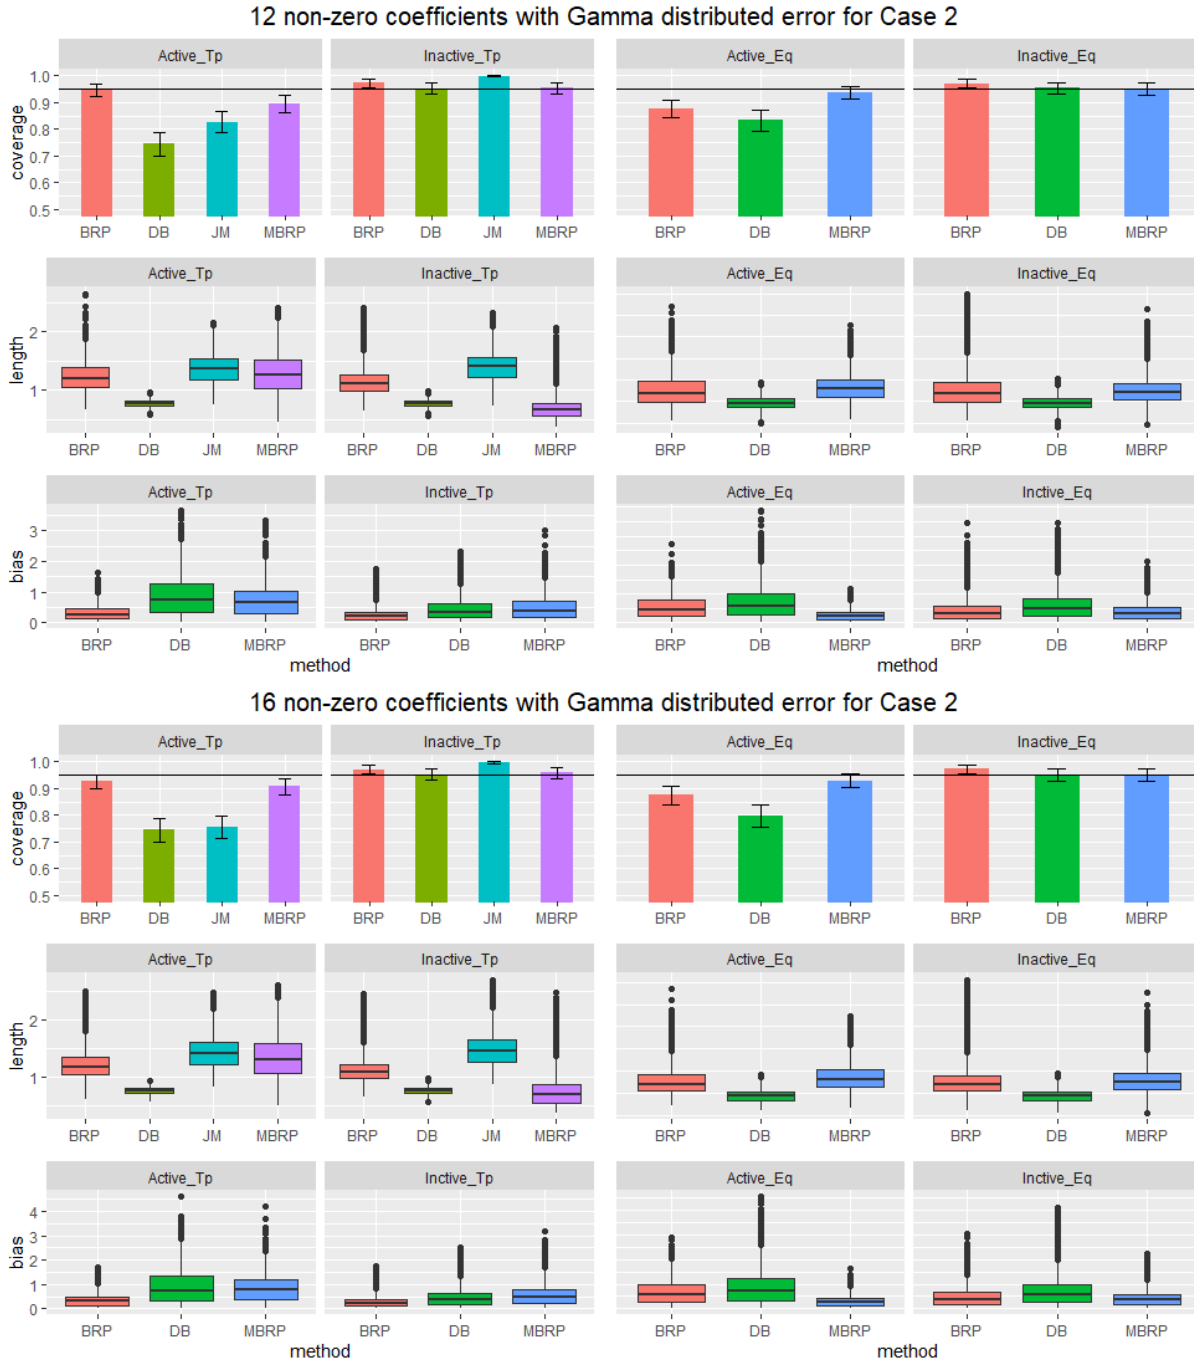 12 non-zero coefficients with Gamma distributed error for Case 2
Active_Tp Inactive_Tp Active_Eq Inactive_Eq
coverage
1.0
0.9
0.8
0.7
0.6
0.5
BRP DB JM MBRP BRP DB JM MBRP BRP DB MBRP BRP DB MBRP
Active_Tp Inactive_Tp Active_Eq Inactive_Eq
length
2
1
BRP DB JM MBRP BRP DB JM MBRP BRP DB MBRP BRP DB MBRP
Active_Tp Inctive_Tp Active_Eq Inctive_Eq
bias
3
2
1
0
BRP DB MBRP BRP DB MBRP BRP DB MBRP BRP DB MBRP
method method
16 non-zero coefficients with Gamma distributed error for Case 2
Active_Tp Inactive_Tp Active_Eq Inactive_Eq
coverage
1.0
0.9
0.8
0.7
0.6
0.5
BRP DB JM MBRP BRP DB JM MBRP BRP DB MBRP BRP DB MBRP
Active_Tp Inactive_Tp Active_Eq Inactive_Eq
length
2
1
BRP DB JM MBRP BRP DB JM MBRP BRP DB MBRP BRP DB MBRP
Active_Tp Inctive_Tp Active_Eq Inctive_Eq
bias
4
3
2
1
0
BRP DB MBRP BRP DB MBRP BRP DB MBRP BRP DB MBRP
method method